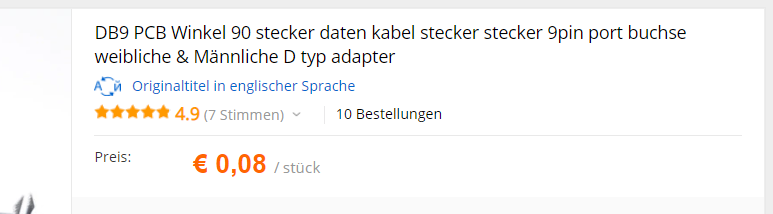 DB9 PCB Winkel 90 stecker daten kabel stecker stecker 9pin port buchse
weibliche & Männliche D typ adapter
Originaltitel in englischer Sprache
4.9 (7 Stimmen) 10 Bestellungen
Preis: € 0,08 / stück